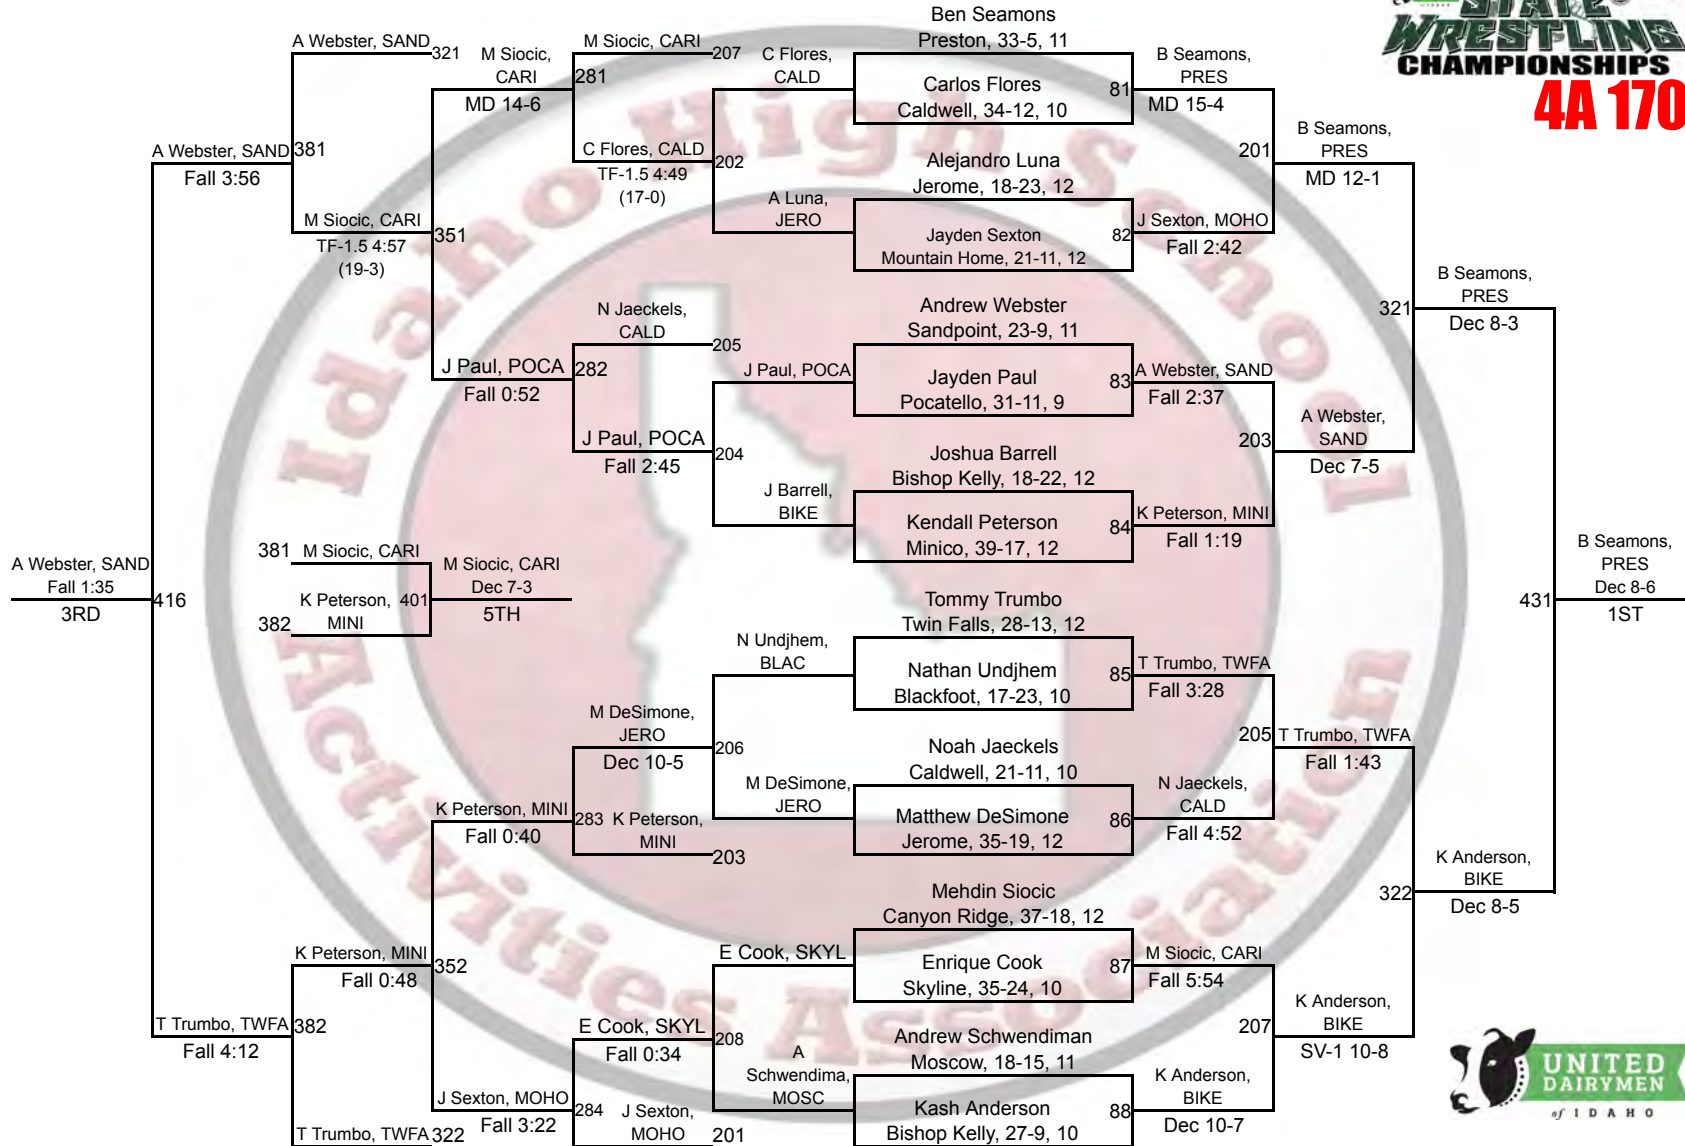 STATE
WRESTLING
CHAMPIONSHIPS
4A 170
Idaho High School
Activities Association
A Webster, SAND
321
A Webster, SAND
381
Fall 3:56
M Siocic, CARI
351
TF-1.5 4:57
(19-3)
M Siocic,
CARI
281
MD 14-6
M Siocic, CARI
207
C Flores, CALD
202
TF-1.5 4:49
(17-0)
C Flores,
CALD
A Luna,
JERO
J Paul, POCA
282
Fall 0:52
N Jaeckels,
CALD
205
J Paul, POCA
204
Fall 2:45
J Paul, POCA
J Barrell,
BIKE
A Webster, SAND
Fall 1:35
416
3RD
381
M Siocic, CARI
K Peterson,
MINI
401
382
M Siocic, CARI
Dec 7-3
5TH
T Trumbo, TWFA
382
Fall 4:12
K Peterson, MINI
352
Fall 0:48
T Trumbo, TWFA
322
K Peterson, MINI
283
Fall 0:40
M DeSimone,
JERO
206
Dec 10-5
K Peterson,
MINI
203
N Undjhem,
BLAC
M DeSimone,
JERO
J Sexton, MOHO
284
Fall 3:22
E Cook, SKYL
208
Fall 0:34
J Sexton,
MOHO
201
E Cook, SKYL
A
Schwendima,
MOSC
Ben Seamons
Preston, 33-5, 11
Carlos Flores
Caldwell, 34-12, 10
81
Alejandro Luna
Jerome, 18-23, 12
Jayden Sexton
Mountain Home, 21-11, 12
82
Andrew Webster
Sandpoint, 23-9, 11
Jayden Paul
Pocatello, 31-11, 9
83
Joshua Barrell
Bishop Kelly, 18-22, 12
Kendall Peterson
Minico, 39-17, 12
84
Tommy Trumbo
Twin Falls, 28-13, 12
Nathan Undjhem
Blackfoot, 17-23, 10
85
Noah Jaeckels
Caldwell, 21-11, 10
Matthew DeSimone
Jerome, 35-19, 12
86
Mehdin Siocic
Canyon Ridge, 37-18, 12
Enrique Cook
Skyline, 35-24, 10
87
Andrew Schwendiman
Moscow, 18-15, 11
Kash Anderson
Bishop Kelly, 27-9, 10
88
B Seamons,
PRES
MD 15-4
J Sexton, MOHO
Fall 2:42
201
A Webster, SAND
Fall 2:37
K Peterson, MINI
Fall 1:19
203
T Trumbo, TWFA
Fall 3:28
N Jaeckels,
CALD
Fall 4:52
205
M Siocic, CARI
Fall 5:54
K Anderson,
BIKE
Dec 10-7
207
B Seamons,
PRES
MD 12-1
A Webster,
SAND
Dec 7-5
321
T Trumbo, TWFA
Fall 1:43
K Anderson,
BIKE
SV-1 10-8
322
B Seamons,
PRES
Dec 8-3
K Anderson,
BIKE
Dec 8-5
431
B Seamons,
PRES
Dec 8-6
1ST
UNITED
DAIRYMEN
of IDAHO